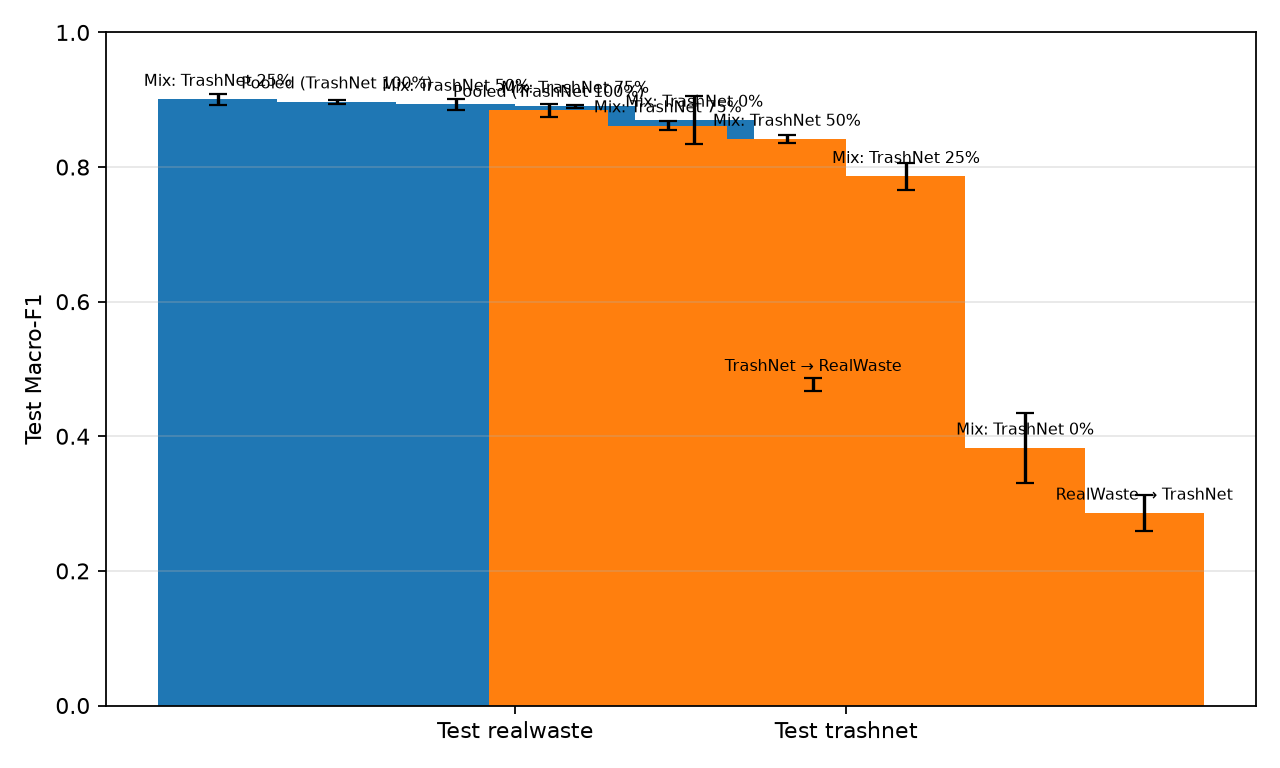 1.0
Mix: TrashNet 25%
Pooled (TrashNet 100%)
Mix: TrashNet 50%
Mix: TrashNet 75%
Pooled (TrashNet 100%)
Mix: TrashNet 0%
Mix: TrashNet 75%
Mix: TrashNet 50%
Mix: TrashNet 25%
0.8
0.6
TrashNet → RealWaste
Test Macro-F1
0.4
Mix: TrashNet 0%
RealWaste → TrashNet
0.2
0.0
Test realwaste
Test trashnet